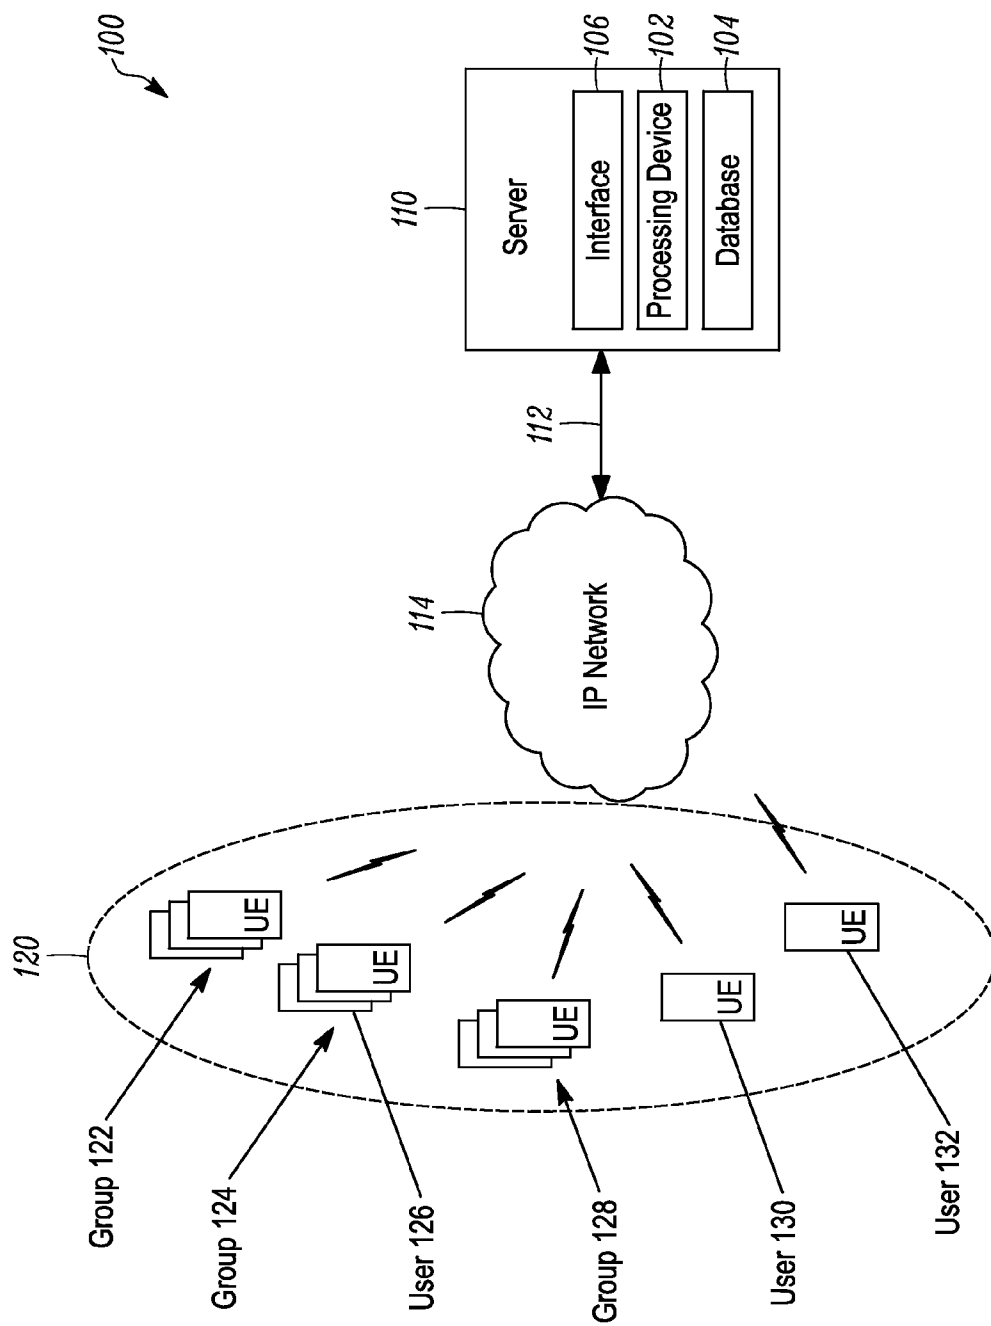 100
110
Server
Interface
106
Processing Device
102
Database
104
112
114
IP Network
120
UE
UE
UE
UE
UE
Group 122
Group 124
User 126
Group 128
User 130
User 132